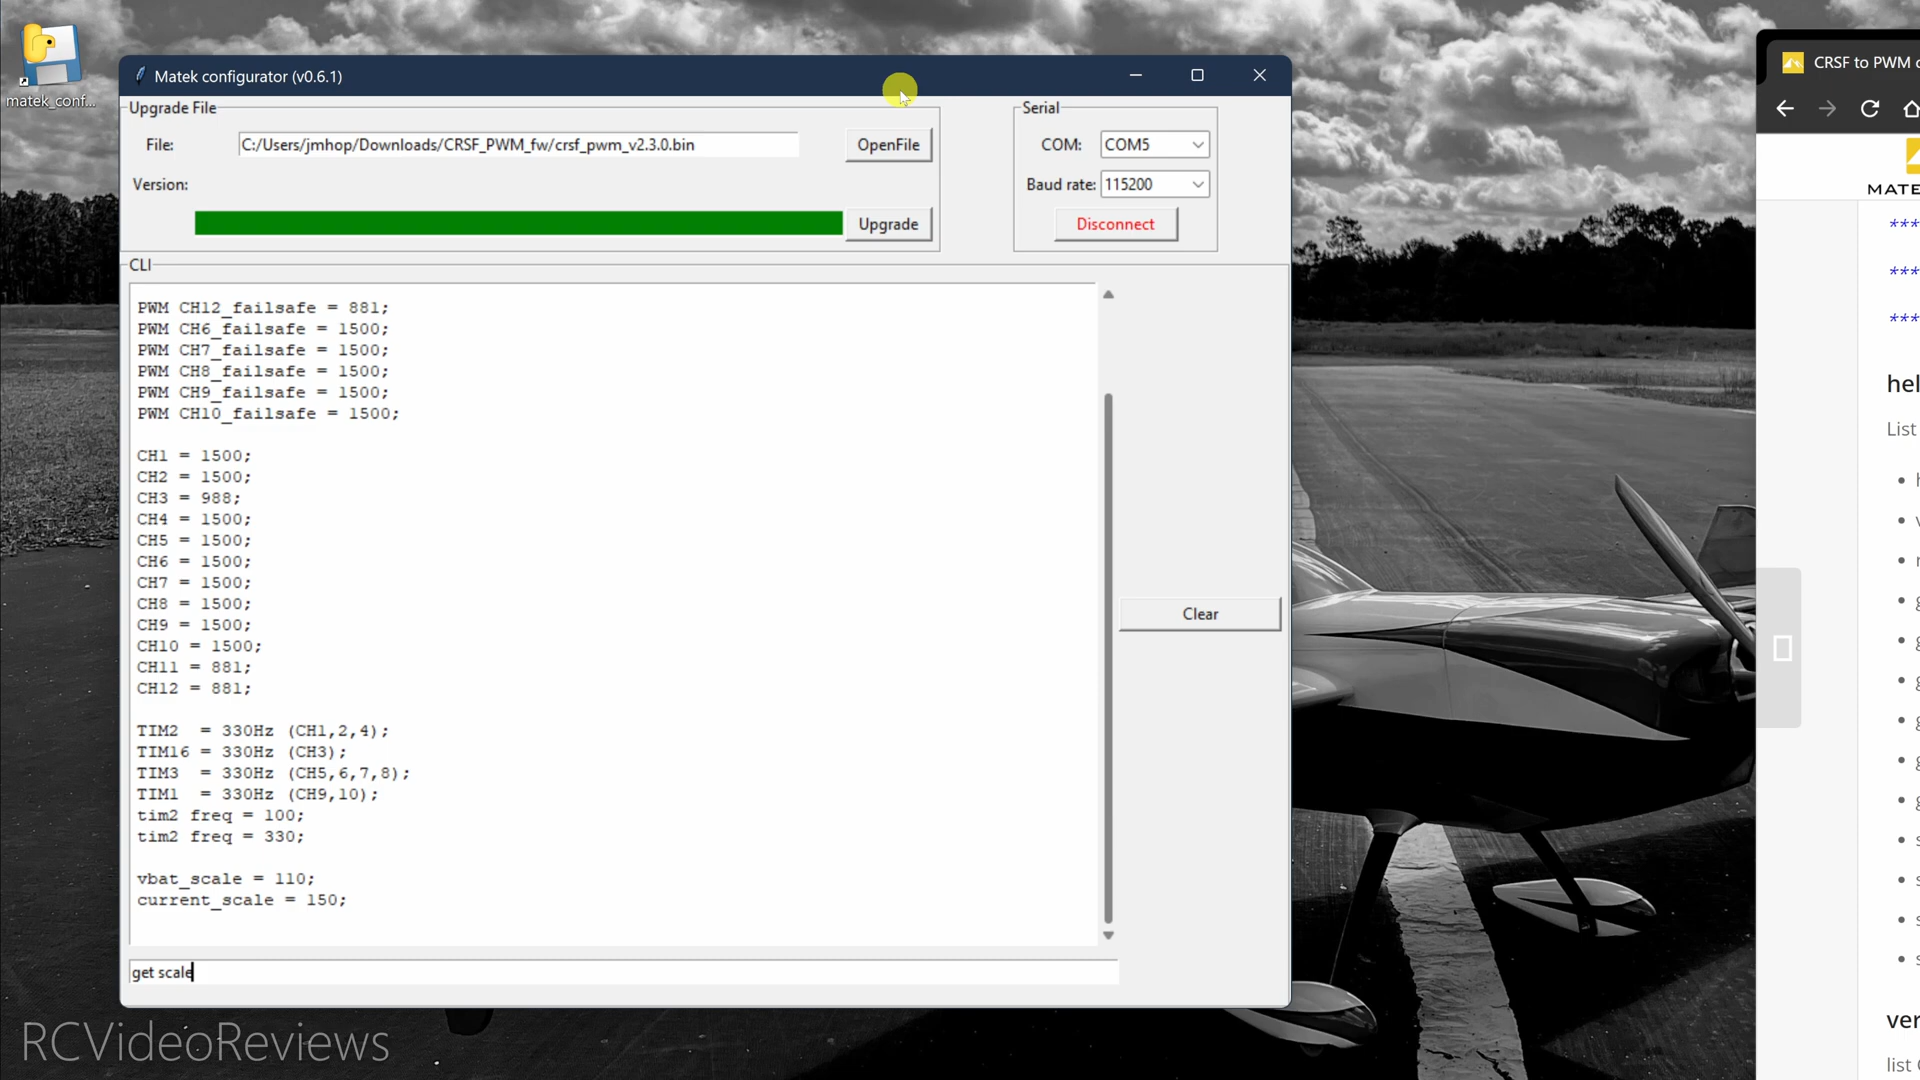 matek_conf...
Matek configurator (v0.6.1)
Upgrade File
File:
C:/Users/jmhop/Downloads/CRSF_PWM_fw/crsf_pwm_v2.3.0.bin
OpenFile
Version:
Upgrade
Serial
COM:
COM5
Baud rate:
115200
Disconnect
CLI
PWM CH12_failsafe = 881;
PWM CH6_failsafe = 1500;
PWM CH7_failsafe = 1500;
PWM CH8_failsafe = 1500;
PWM CH9_failsafe = 1500;
PWM CH10_failsafe = 1500;
CH1 = 1500;
CH2 = 1500;
CH3 = 988;
CH4 = 1500;
CH5 = 1500;
CH6 = 1500;
CH7 = 1500;
CH8 = 1500;
CH9 = 1500;
CH10 = 1500;
CH11 = 881;
CH12 = 881;
TIM2  = 330Hz (CH1,2,4);
TIM16 = 330Hz (CH3);
TIM3  = 330Hz (CH5,6,7,8);
TIM1  = 330Hz (CH9,10);
tim2 freq = 100;
tim2 freq = 330;
vbat_scale = 110;
current_scale = 150;
Clear
get scale
RCVideoReviews
CRSF to PWM
MATE
****
****
****
hel
List
ver
list